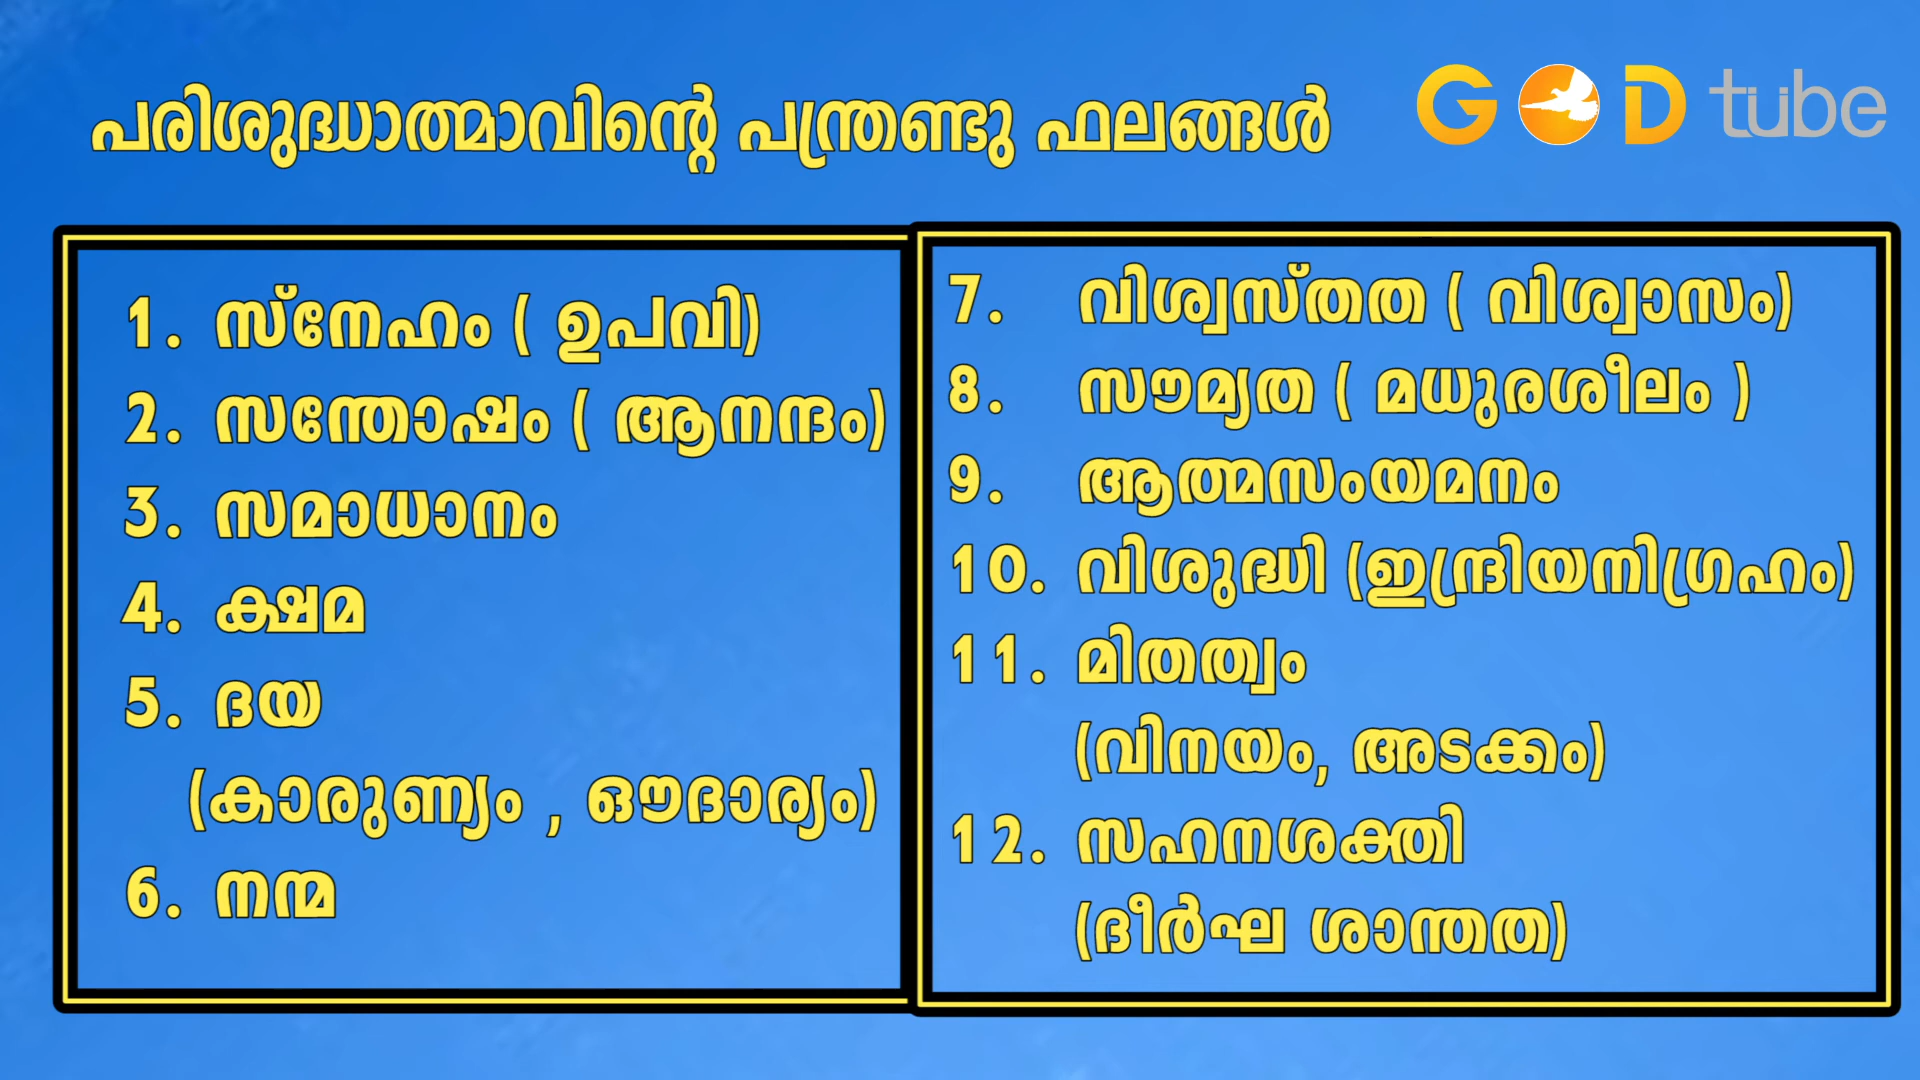 പരിശുദ്ധാത്മാവിന്റെ പന്ത്രണ്ടു ഫലങ്ങൾ
GOD tube
1. സ്നേഹം ( ഉപവി)
2. സന്തോഷം ( ആനന്ദം)
3. സമാധാനം
4. ക്ഷമ
5. ദയ
(കാരുണ്യം , ഔദാര്യം)
6. നന്മ
7. വിശ്വസ്തത ( വിശ്വാസം)
8. സൗമ്യത ( മധുരശീലം )
9. ആത്മസംയമനം
10. വിശുദ്ധി (ഇന്ദ്രിയനിഗ്രഹം)
11. മിതത്വം
(വിനയം, അടക്കം)
12. സഹനശക്തി
(ദീർഘ ശാന്തത)